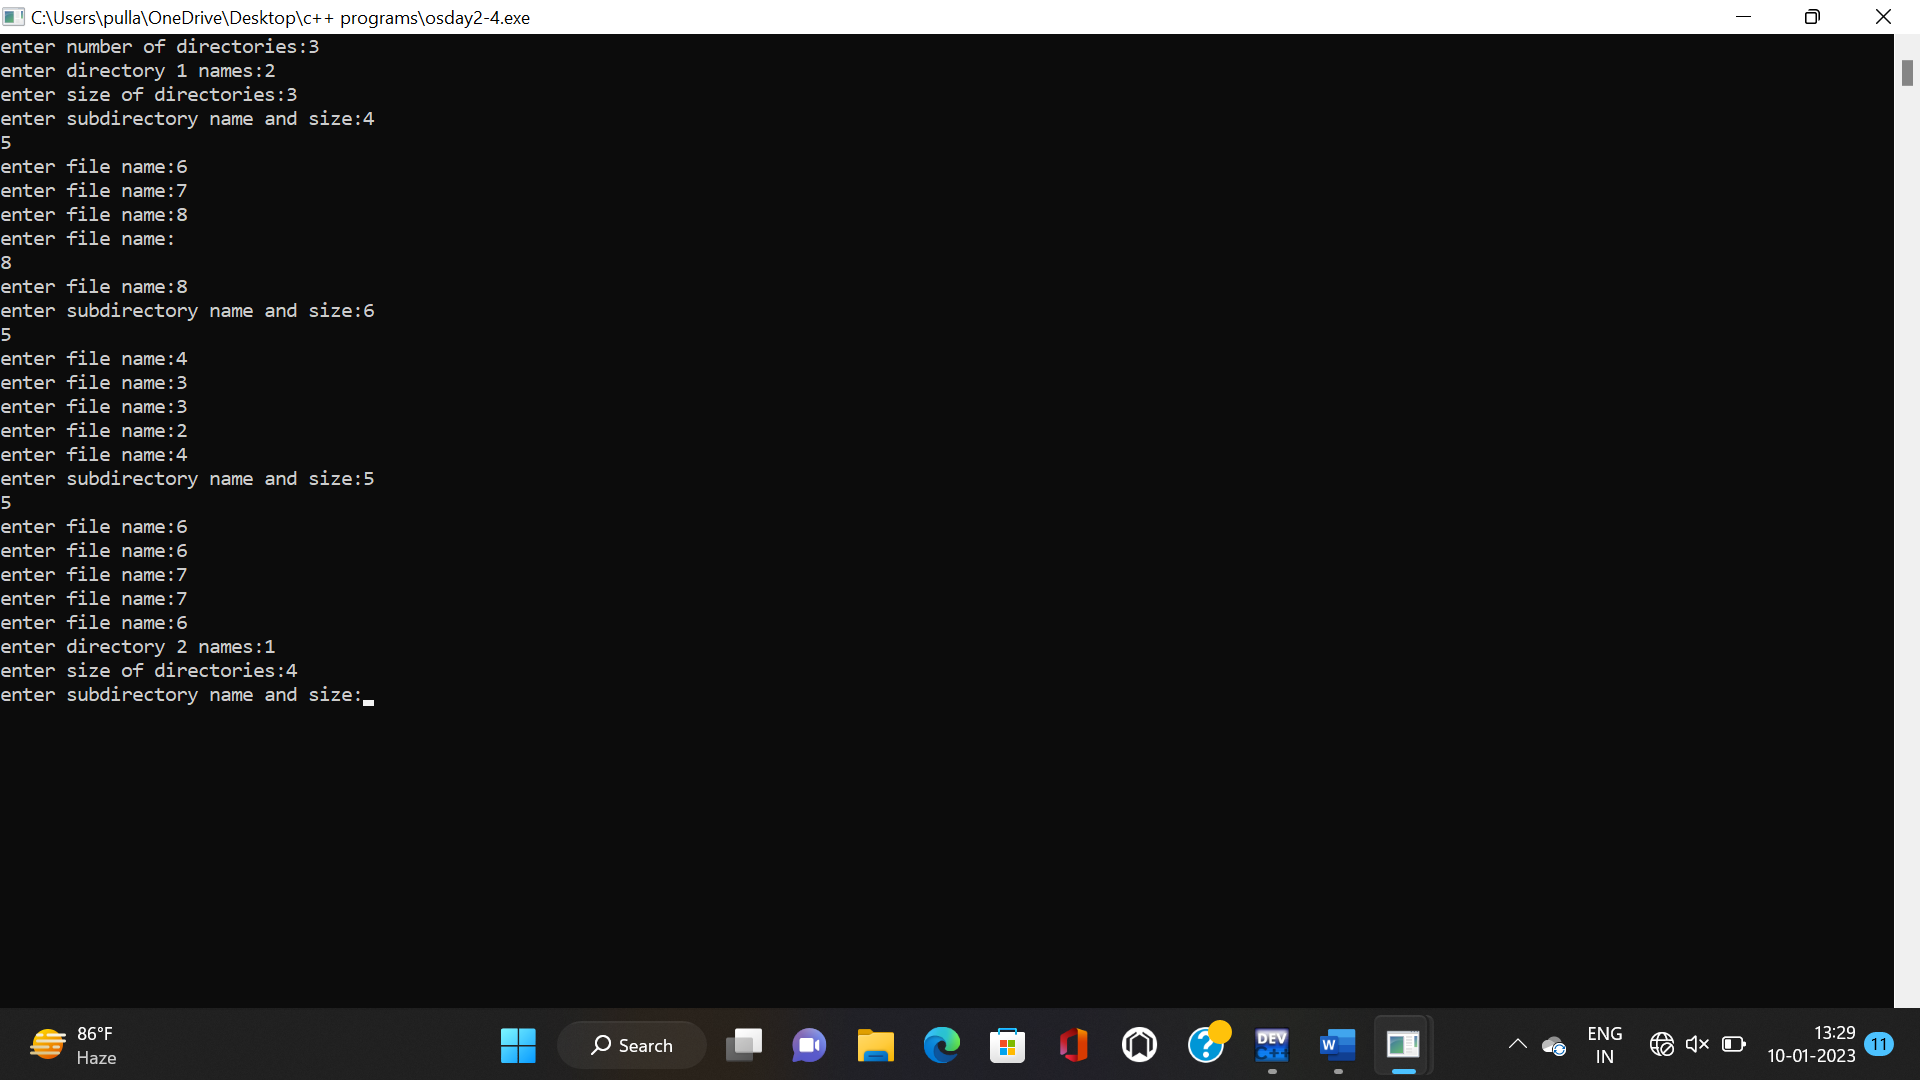 C:\Users\pulla\OneDrive\Desktop\c++ programs\osday2-4.exe
enter number of directories:3
enter directory 1 names:2
enter size of directories:3
enter subdirectory name and size:4
5
enter file name:6
enter file name:7
enter file name:8
enter file name:
8
enter file name:8
enter subdirectory name and size:6
5
enter file name:4
enter file name:3
enter file name:3
enter file name:2
enter file name:4
enter subdirectory name and size:5
5
enter file name:6
enter file name:6
enter file name:7
enter file name:7
enter file name:6
enter directory 2 names:1
enter size of directories:4
enter subdirectory name and size:
86°F
Haze
Search
DEV
C++
W
ENG
IN
13:29
10-01-2023
11